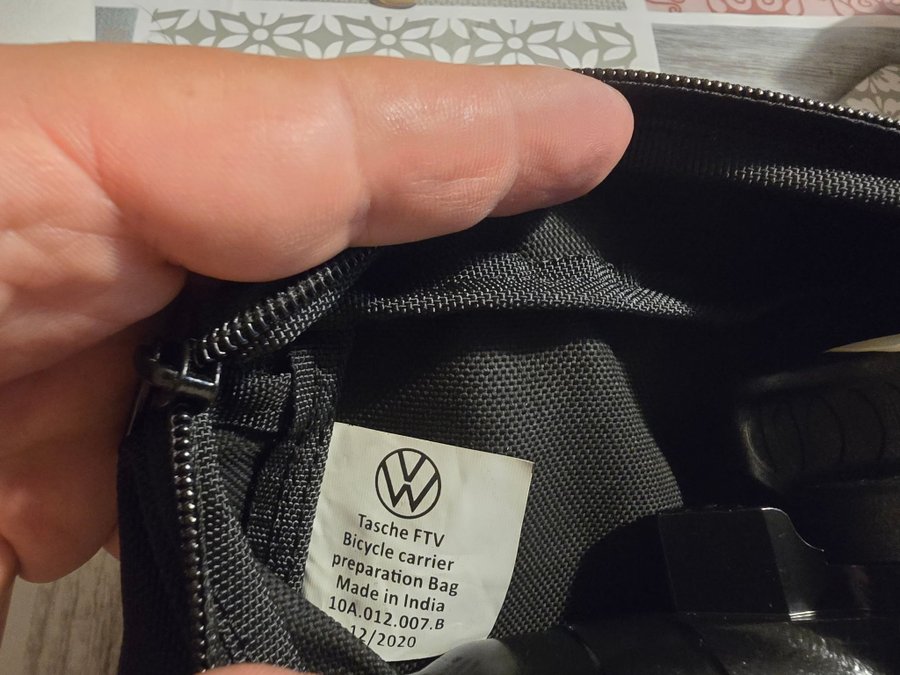 Tasche FTV
Bicycle carrier
preparation Bag
Made in India
10A.012.007.B
12/2020